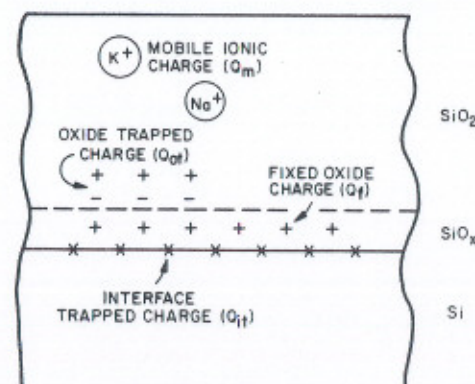 K+
MOBILE IONIC
CHARGE (Qm)
Na+
SiO2
OXIDE TRAPPED
CHARGE (Qot)
+ + +
– – –
FIXED OXIDE
CHARGE (Qf)
+ + + + + +
SiOx
× × × × × × ×
INTERFACE
TRAPPED CHARGE (Qit)
Si